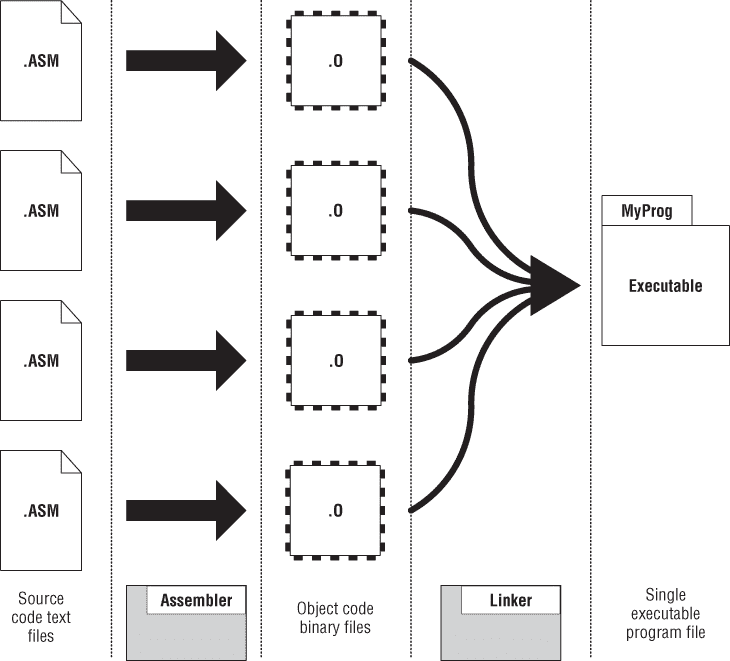 .ASM
.O
.ASM
.O
MyProg
Executable
.ASM
.O
.ASM
.O
Source
code text
files
Assembler
Object code
binary files
Linker
Single
executable
program file